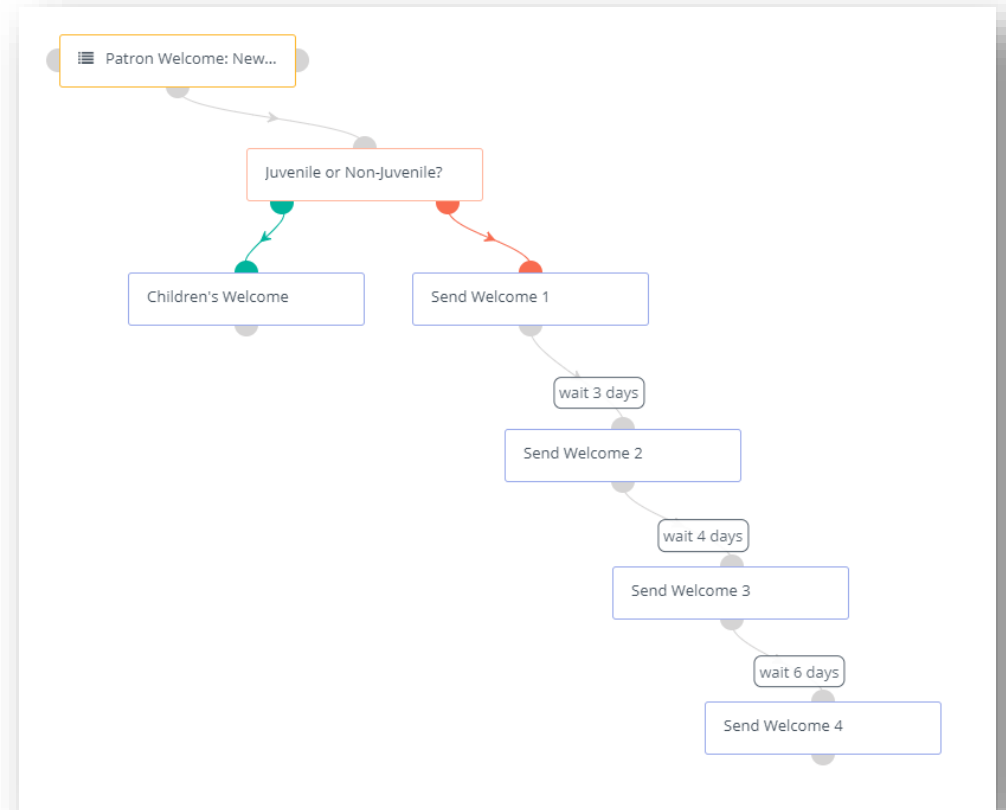 Patron Welcome: New...
Juvenile or Non-Juvenile?
Children's Welcome
Send Welcome 1
wait 3 days
Send Welcome 2
wait 4 days
Send Welcome 3
wait 6 days
Send Welcome 4